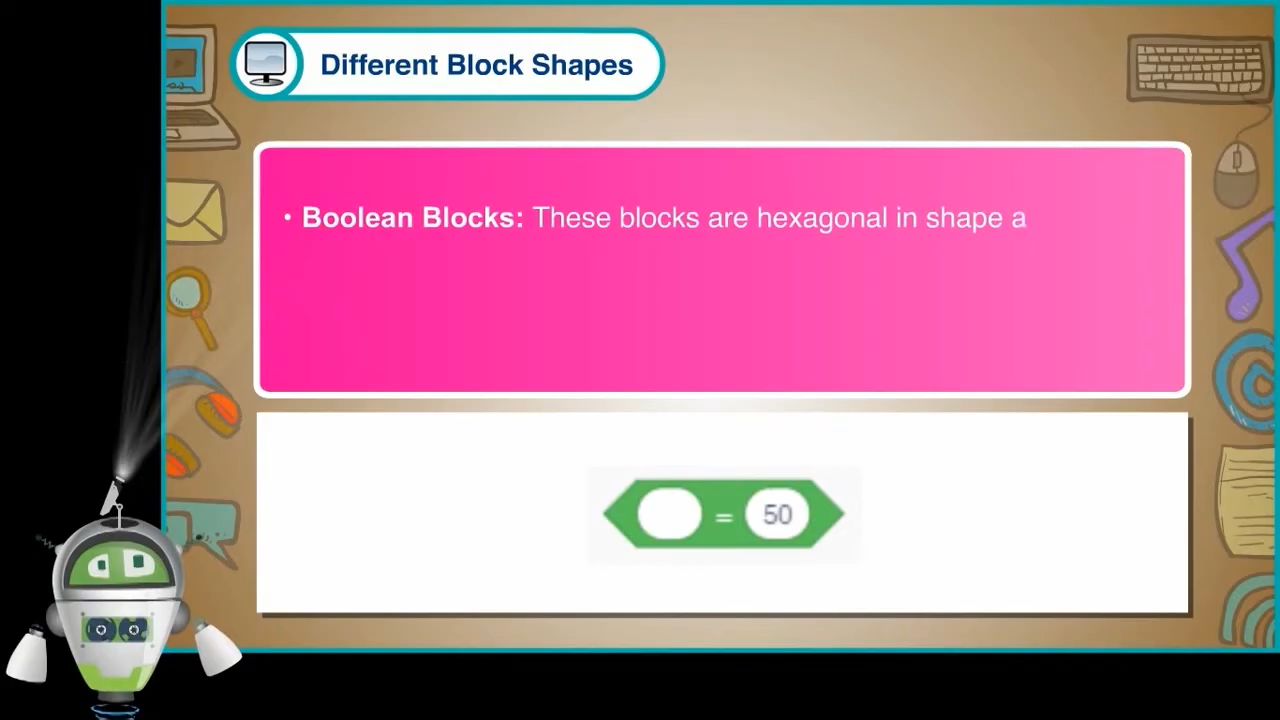 Different Block Shapes
• Boolean Blocks: These blocks are hexagonal in shape a
= 50